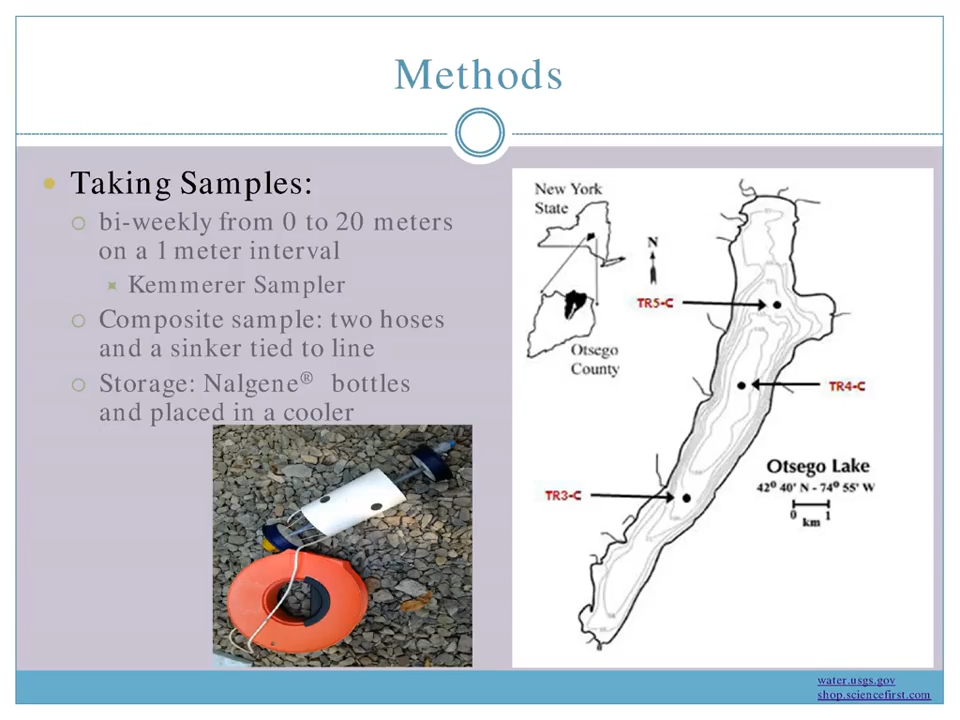 Methods
Taking Samples:
bi-weekly from 0 to 20 meters
on a 1 meter interval
Kemmerer Sampler
Composite sample: two hoses
and a sinker tied to line
Storage: Nalgene® bottles
and placed in a cooler
New York
State
N
TR5-C
Otsego
County
TR4-C
Otsego Lake
42° 40' N - 74° 55' W
0 1
km
TR3-C
water.usgs.gov
shop.sciencefirst.com